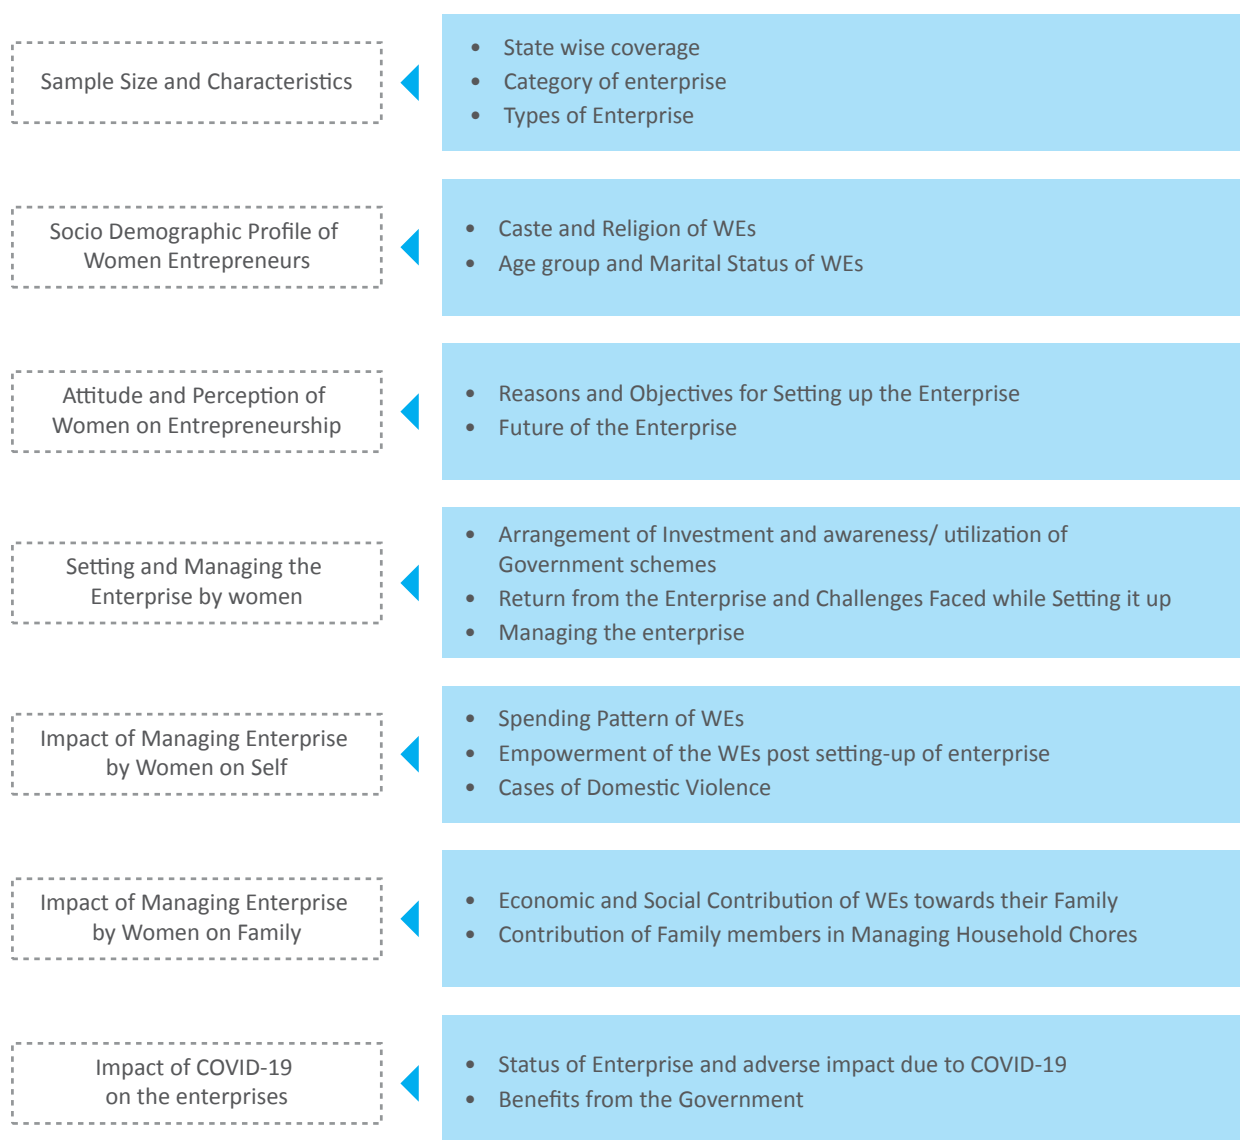 Sample Size and Characteristics
• State wise coverage
• Category of enterprise
• Types of Enterprise
Socio Demographic Profile of
Women Entrepreneurs
• Caste and Religion of WEs
• Age group and Marital Status of WEs
Attitude and Perception of
Women on Entrepreneurship
• Reasons and Objectives for Setting up the Enterprise
• Future of the Enterprise
Setting and Managing the
Enterprise by women
• Arrangement of Investment and awareness/ utilization of
Government schemes
• Return from the Enterprise and Challenges Faced while Setting it up
• Managing the enterprise
Impact of Managing Enterprise
by Women on Self
• Spending Pattern of WEs
• Empowerment of the WEs post setting-up of enterprise
• Cases of Domestic Violence
Impact of Managing Enterprise
by Women on Family
• Economic and Social Contribution of WEs towards their Family
• Contribution of Family members in Managing Household Chores
Impact of COVID-19
on the enterprises
• Status of Enterprise and adverse impact due to COVID-19
• Benefits from the Government